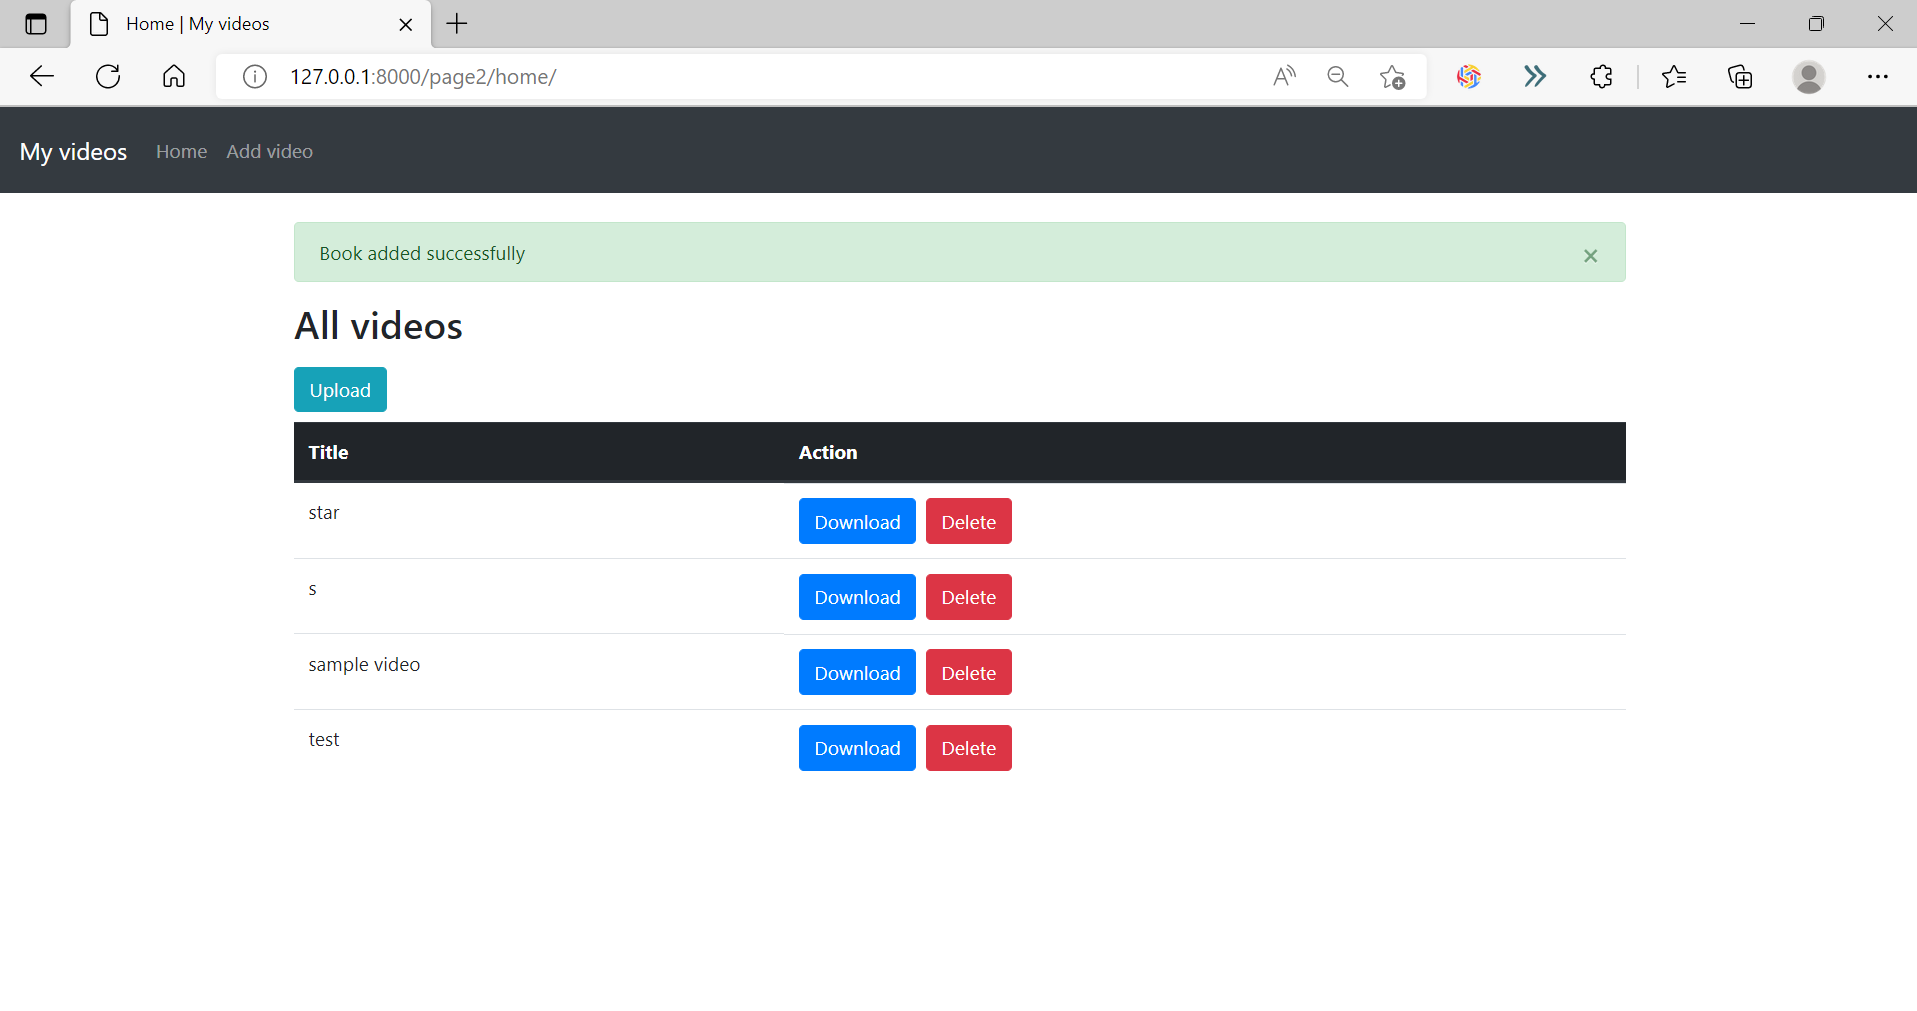 Home | My videos
127.0.0.1:8000/page2/home/
My videos Home Add video
Book added successfully ×
All videos
Upload
Title Action
star Download Delete
s Download Delete
sample video Download Delete
test Download Delete